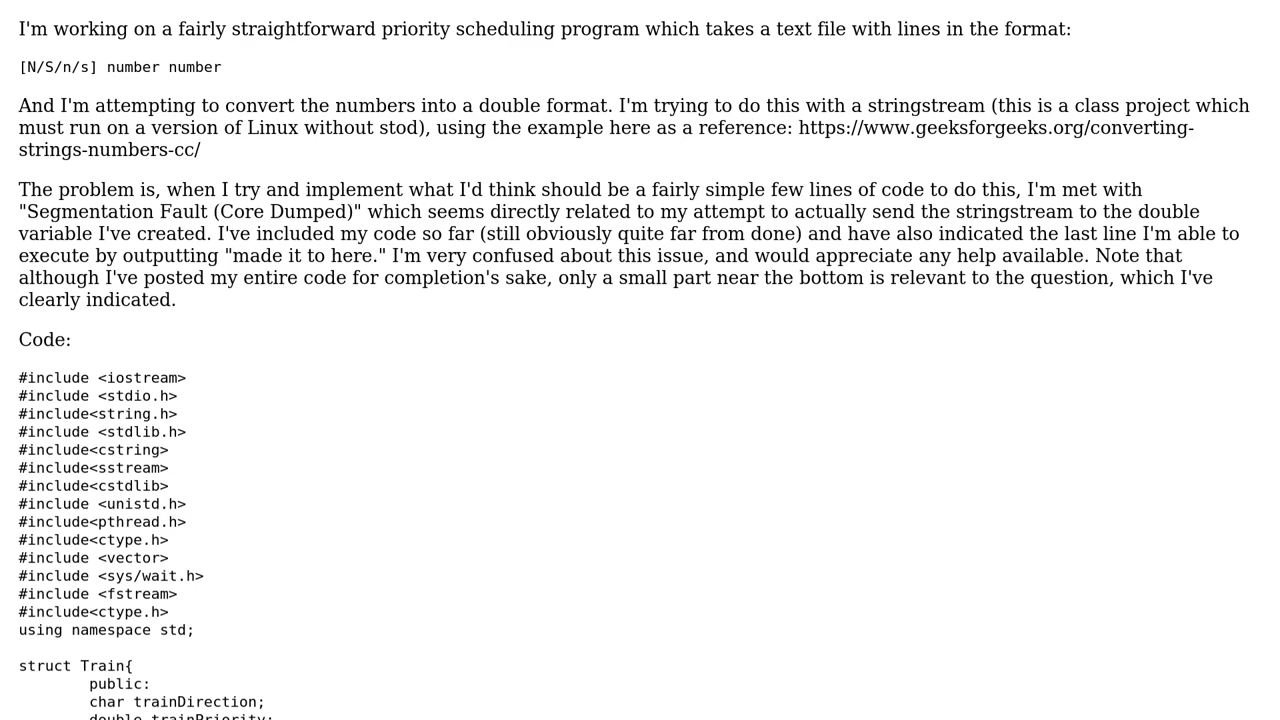 I'm working on a fairly straightforward priority scheduling program which takes a text file with lines in the format:
[N/S/n/s] number number
And I'm attempting to convert the numbers into a double format. I'm trying to do this with a stringstream (this is a class project which
must run on a version of Linux without stod), using the example here as a reference: https://www.geeksforgeeks.org/converting-
strings-numbers-cc/
The problem is, when I try and implement what I'd think should be a fairly simple few lines of code to do this, I'm met with
"Segmentation Fault (Core Dumped)" which seems directly related to my attempt to actually send the stringstream to the double
variable I've created. I've included my code so far (still obviously quite far from done) and have also indicated the last line I'm able to
execute by outputting "made it to here." I'm very confused about this issue, and would appreciate any help available. Note that
although I've posted my entire code for completion's sake, only a small part near the bottom is relevant to the question, which I've
clearly indicated.
Code:
#include <iostream>
#include <stdio.h>
#include<string.h>
#include <stdlib.h>
#include<cstring>
#include<sstream>
#include<cstdlib>
#include <unistd.h>
#include<pthread.h>
#include<ctype.h>
#include <vector>
#include <sys/wait.h>
#include <fstream>
#include<ctype.h>
using namespace std;
struct Train{
public:
char trainDirection;
double trainPriority;